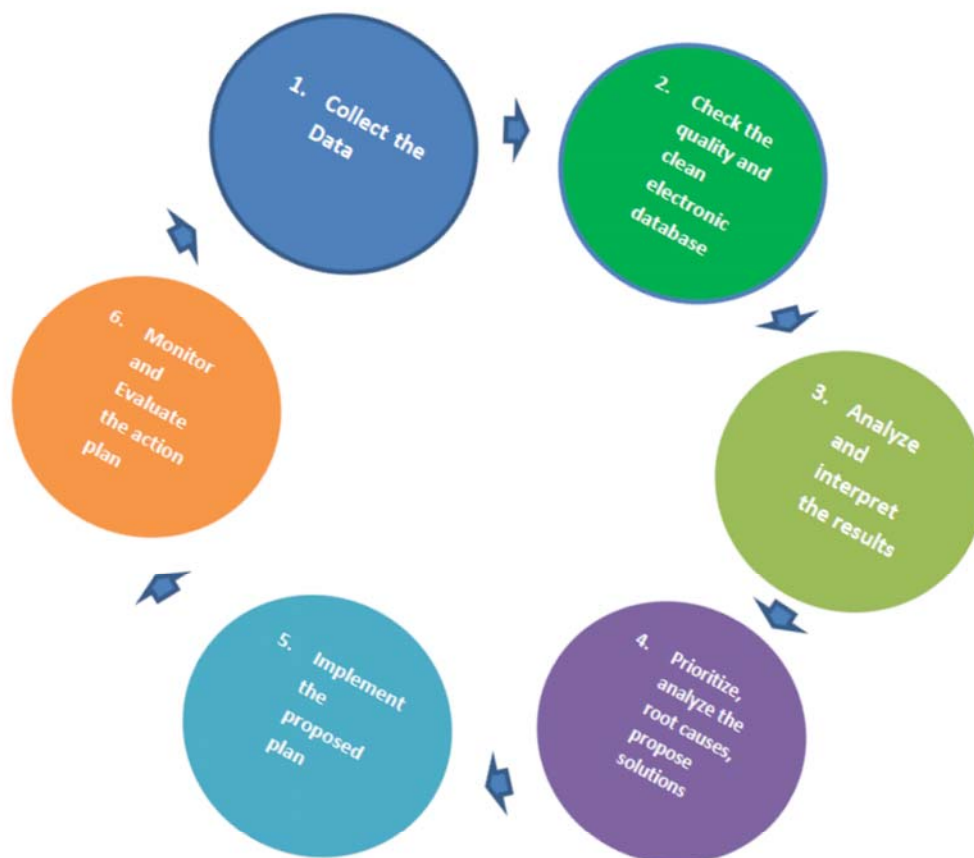 1. Collect the
Data
2. Check the
quality and
clean
electronic
database
3. Analyze
and
interpret
the results
4. Prioritize,
analyze the
root causes,
propose
solutions
5. Implement
the
proposed
plan
6. Monitor
and
Evaluate
the action
plan